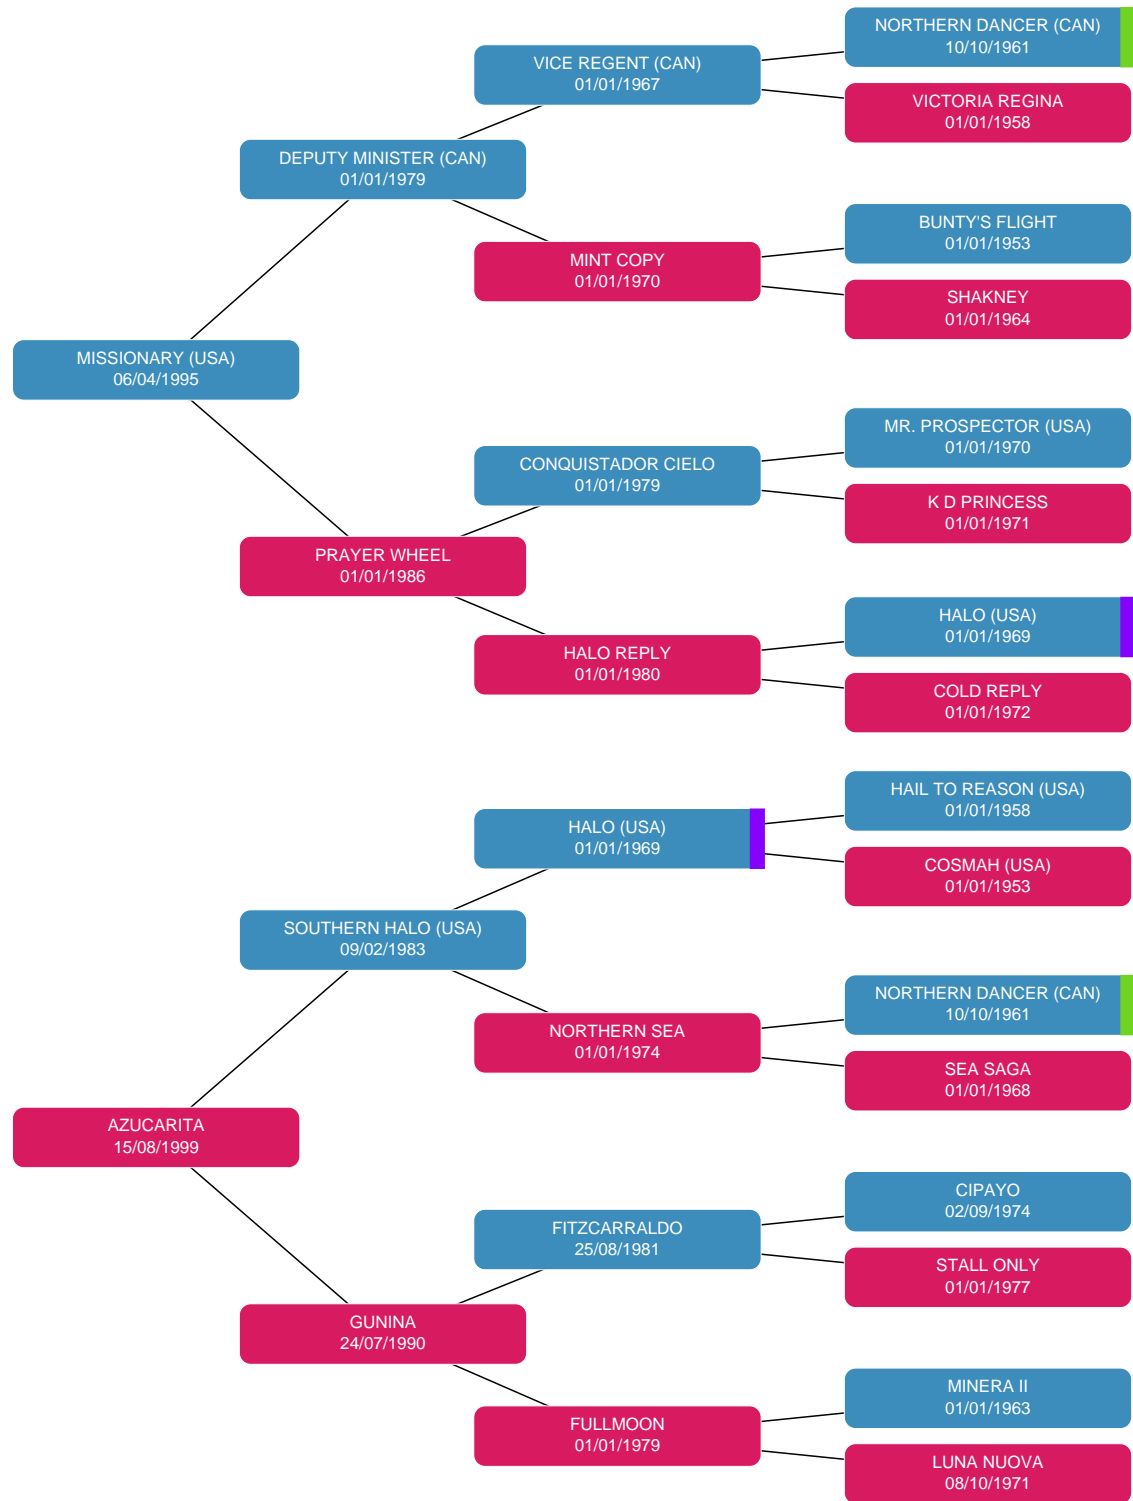 NORTHERN DANCER (CAN)
10/10/1961
VICE REGENT (CAN)
01/01/1967
VICTORIA REGINA
01/01/1958
DEPUTY MINISTER (CAN)
01/01/1979
BUNTY'S FLIGHT
01/01/1953
MINT COPY
01/01/1970
SHAKNEY
01/01/1964
MISSIONARY (USA)
06/04/1995
MR. PROSPECTOR (USA)
01/01/1970
CONQUISTADOR CIELO
01/01/1979
K D PRINCESS
01/01/1971
PRAYER WHEEL
01/01/1986
HALO (USA)
01/01/1969
HALO REPLY
01/01/1980
COLD REPLY
01/01/1972
HAIL TO REASON (USA)
01/01/1958
HALO (USA)
01/01/1969
COSMAH (USA)
01/01/1953
SOUTHERN HALO (USA)
09/02/1983
NORTHERN DANCER (CAN)
10/10/1961
NORTHERN SEA
01/01/1974
SEA SAGA
01/01/1968
AZUCARITA
15/08/1999
CIPAYO
02/09/1974
FITZCARRALDO
25/08/1981
STALL ONLY
01/01/1977
GUNINA
24/07/1990
MINERA II
01/01/1963
FULLMOON
01/01/1979
LUNA NUOVA
08/10/1971